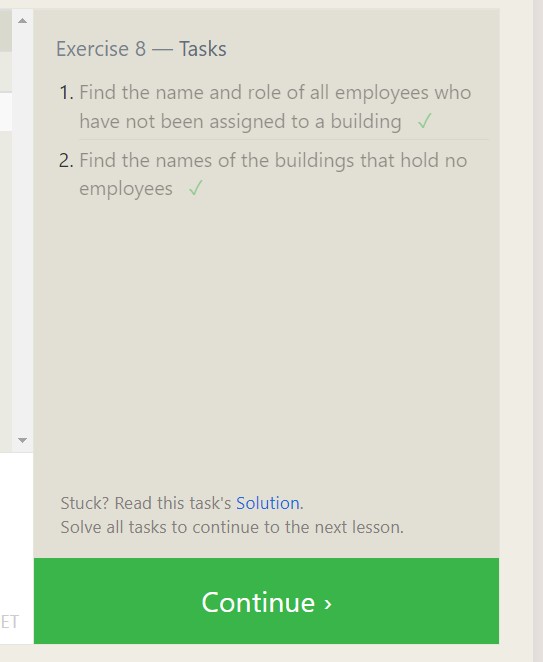 Exercise 8 — Tasks
1. Find the name and role of all employees who
have not been assigned to a building ✓
2. Find the names of the buildings that hold no
employees ✓
Stuck? Read this task's Solution.
Solve all tasks to continue to the next lesson.
ET
Continue ›